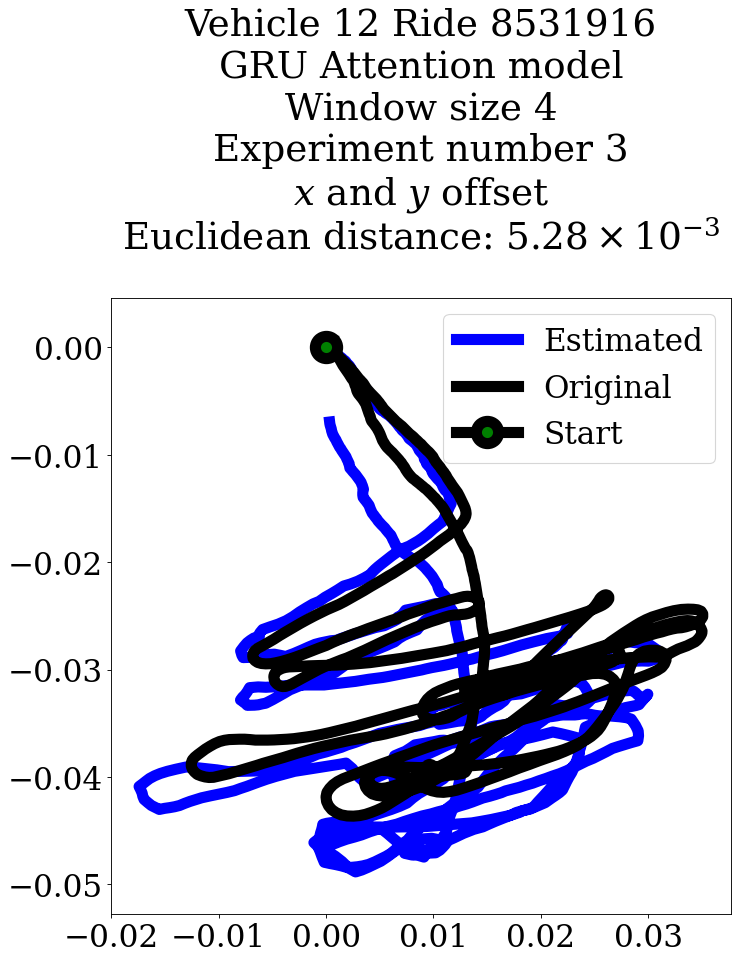 Vehicle 12 Ride 8531916
GRU Attention model
Window size 4
Experiment number 3
x and y offset
Euclidean distance: 5.28 × 10⁻³
Estimated
Original
Start
0.00
−0.01
−0.02
−0.03
−0.04
−0.05
−0.02 −0.01 0.00 0.01 0.02 0.03